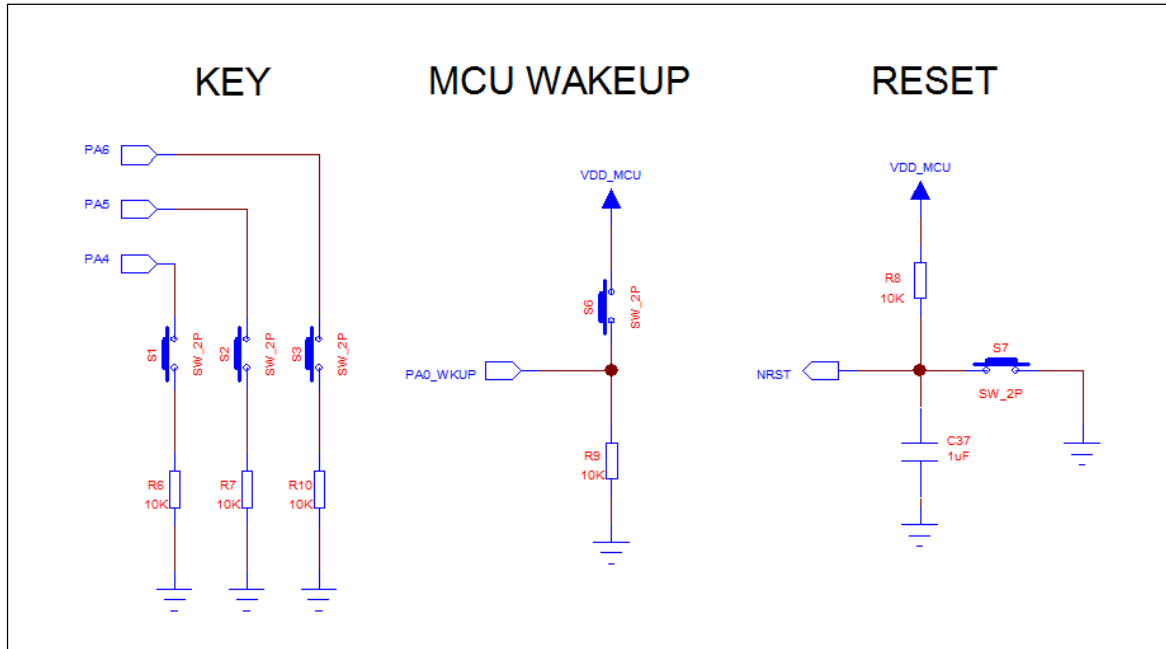 KEY
PA6
PA5
PA4
S1
SW_2P
S2
SW_2P
S3
SW_2P
R6
10K
R7
10K
R10
10K
MCU WAKEUP
VDD_MCU
S6
SW_2P
PA0_WKUP
R9
10K
RESET
VDD_MCU
R8
10K
S7
SW_2P
NRST
C37
1uF